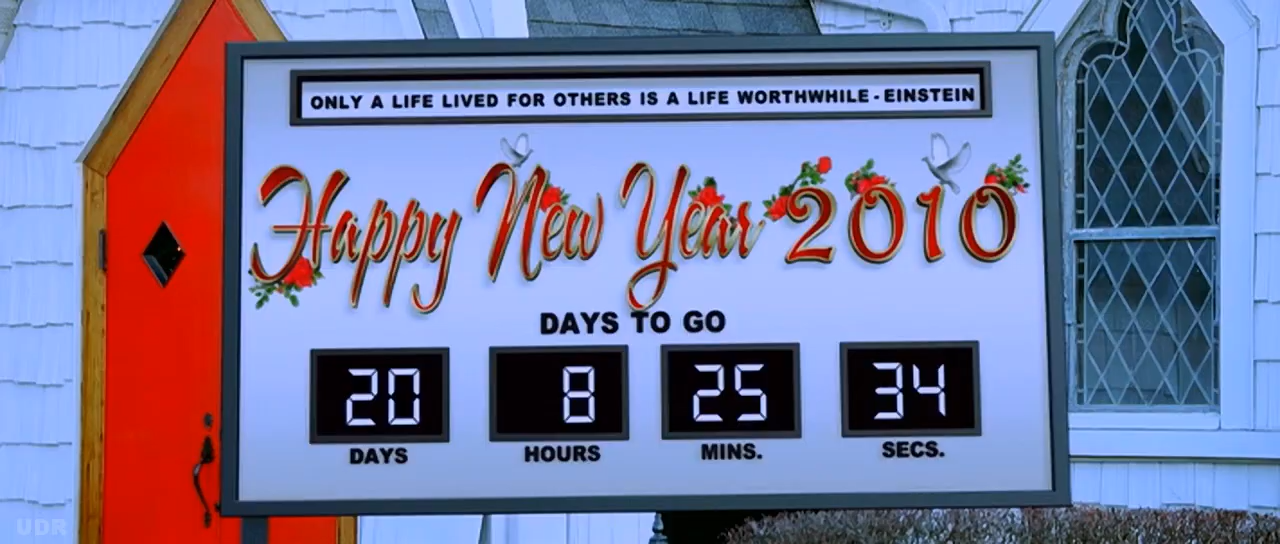 ONLY A LIFE LIVED FOR OTHERS IS A LIFE WORTHWHILE - EINSTEIN
Happy New Year 2010
DAYS TO GO
20 8 25 34
DAYS HOURS MINS. SECS.
UDR